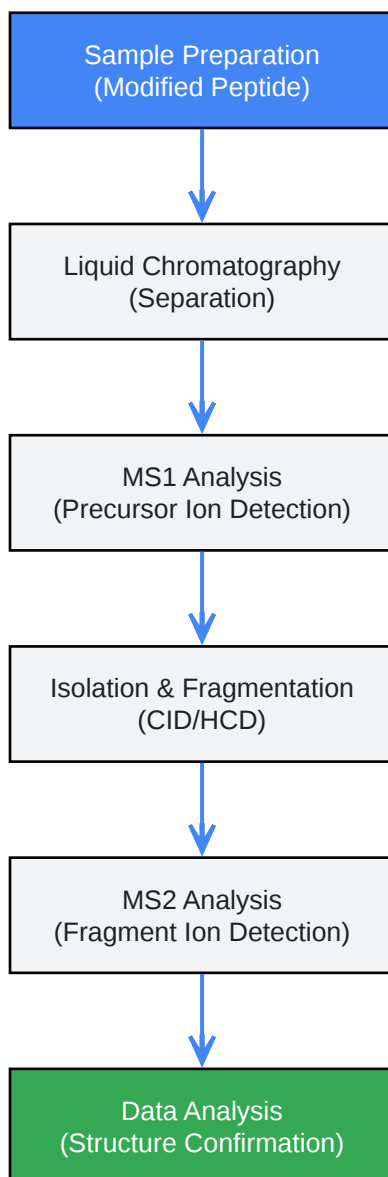 Sample Preparation
(Modified Peptide)
Liquid Chromatography
(Separation)
MS1 Analysis
(Precursor Ion Detection)
Isolation & Fragmentation
(CID/HCD)
MS2 Analysis
(Fragment Ion Detection)
Data Analysis
(Structure Confirmation)